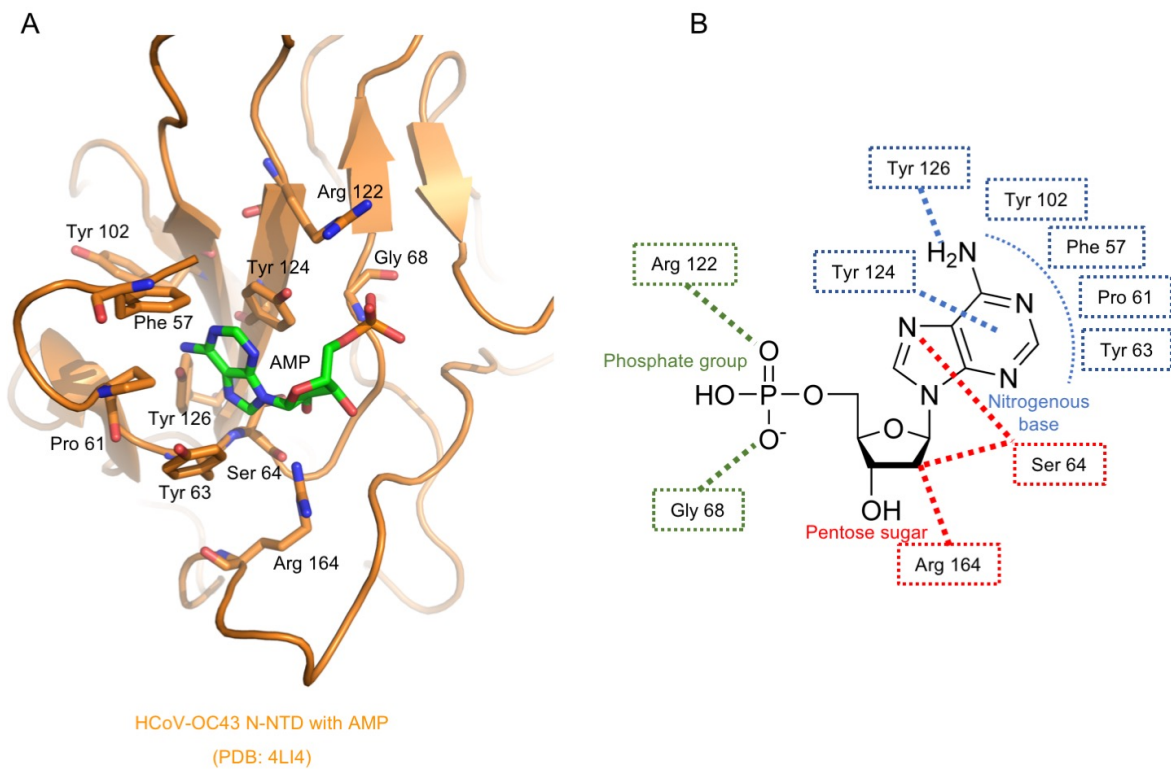 A
Arg 122
Tyr 102
Tyr 124
Gly 68
Phe 57
AMP
Tyr 126
Pro 61
Ser 64
Tyr 63
Arg 164
HCoV-OC43 N-NTD with AMP
(PDB: 4LI4)
B
Tyr 126
Tyr 102
Arg 122
H₂N
Phe 57
Tyr 124
Pro 61
N
N
Tyr 63
Phosphate group
O
N
N
HO
P
O
Nitrogenous
base
O
O-
Ser 64
Gly 68
OH
Pentose sugar
Arg 164